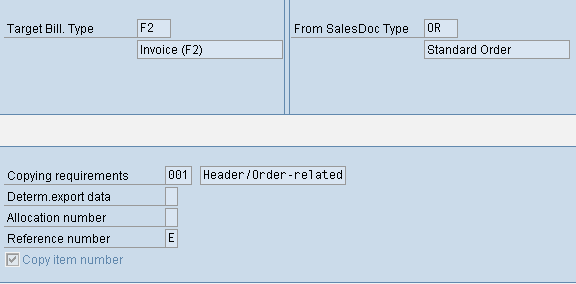 Target Bill. Type F2 From SalesDoc Type OR
Invoice (F2) Standard Order
Copying requirements 001 Header/Order-related
Determ.export data
Allocation number
Reference number E
Copy item number